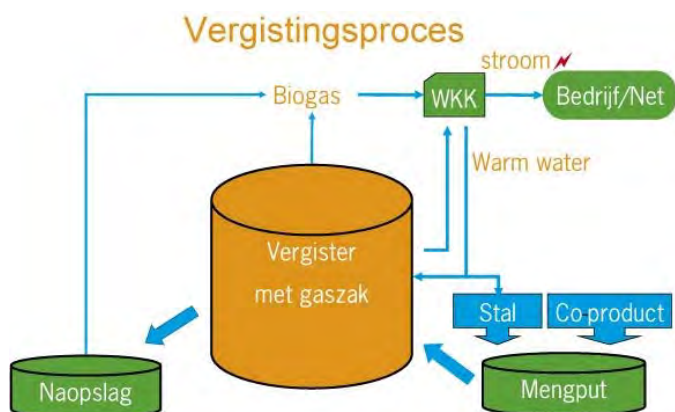 Vergistingsproces
stroom
Biogas
WKK
Bedrijf/Net
Warm water
Vergister
met gaszak
Stal
Co-product
Naopslag
Mengput